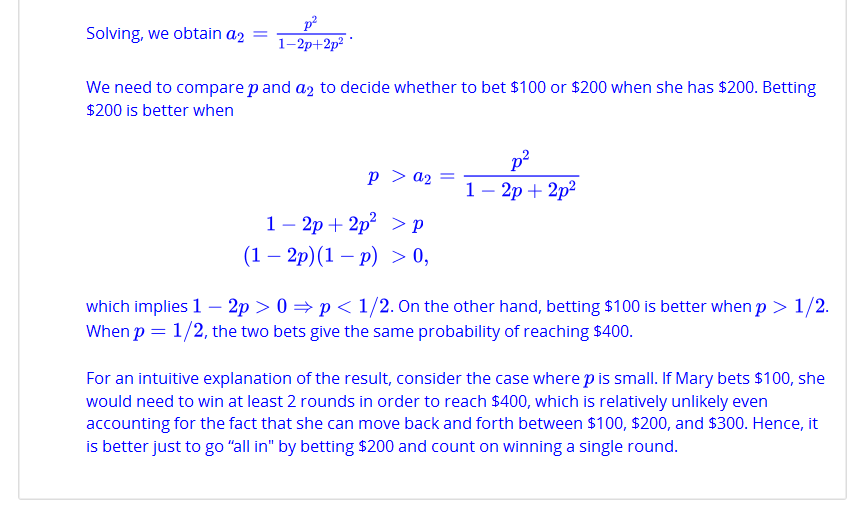 Solving, we obtain a₂ = p²/(1−2p+2p²).
We need to compare p and a₂ to decide whether to bet $100 or $200 when she has $200. Betting
$200 is better when
p > a₂ = p²/(1 − 2p + 2p²)
1 − 2p + 2p² > p
(1 − 2p)(1 − p) > 0,
which implies 1 − 2p > 0 ⇒ p < 1/2. On the other hand, betting $100 is better when p > 1/2.
When p = 1/2, the two bets give the same probability of reaching $400.
For an intuitive explanation of the result, consider the case where p is small. If Mary bets $100, she
would need to win at least 2 rounds in order to reach $400, which is relatively unlikely even
accounting for the fact that she can move back and forth between $100, $200, and $300. Hence, it
is better just to go “all in" by betting $200 and count on winning a single round.